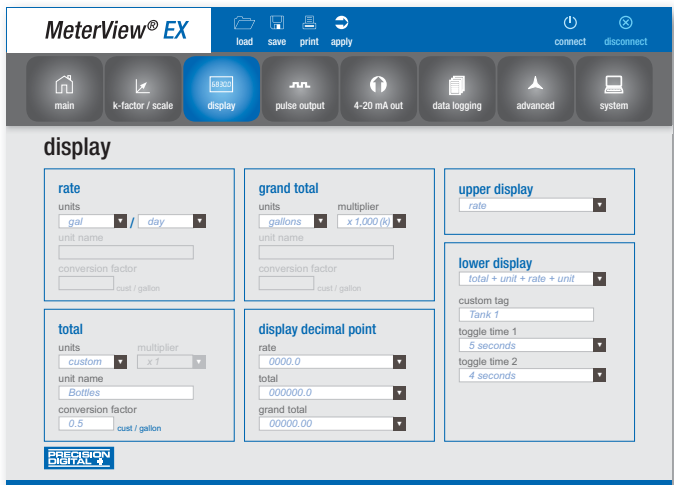 MeterView® EX
load save print apply
connect disconnect
main k-factor / scale 68300 display pulse output 4-20 mA out data logging advanced system
display
rate
units
gal / day
unit name
conversion factor
cust / gallon
grand total
units multiplier
gallons x 1,000 (k)
unit name
conversion factor
cust / gallon
upper display
rate
lower display
total + unit + rate + unit
custom tag
Tank 1
toggle time 1
5 seconds
toggle time 2
4 seconds
total
units multiplier
custom x 1
unit name
Bottles
conversion factor
0.5 cust / gallon
display decimal point
rate
0000.0
total
000000.0
grand total
00000.00
PRECISION
DIGITAL